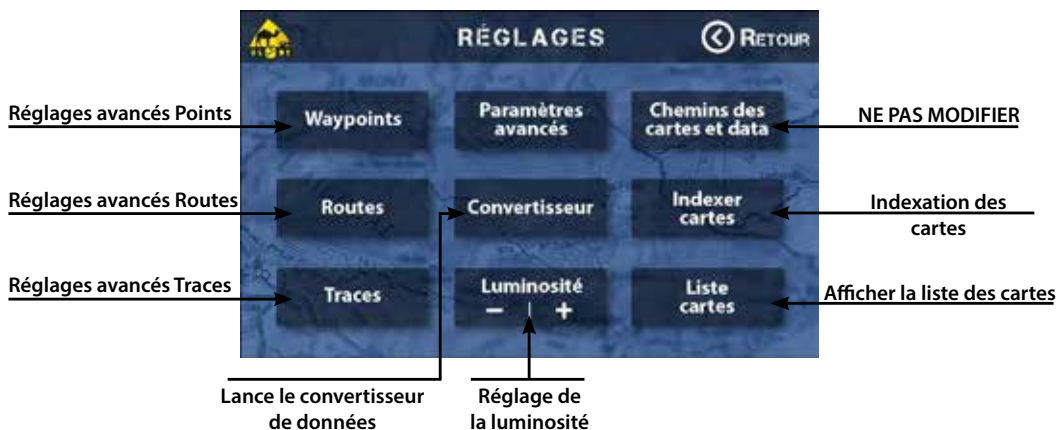 RÉGLAGES
RETOUR
Réglages avancés Points
Waypoints
Paramètres
avancés
Chemins des
cartes et data
NE PAS MODIFIER
Réglages avancés Routes
Routes
Convertisseur
Indexer
cartes
Indexation des
cartes
Réglages avancés Traces
Traces
Luminosité
– | +
Liste
cartes
Afficher la liste des cartes
Lance le convertisseur
de données
Réglage de
la luminosité